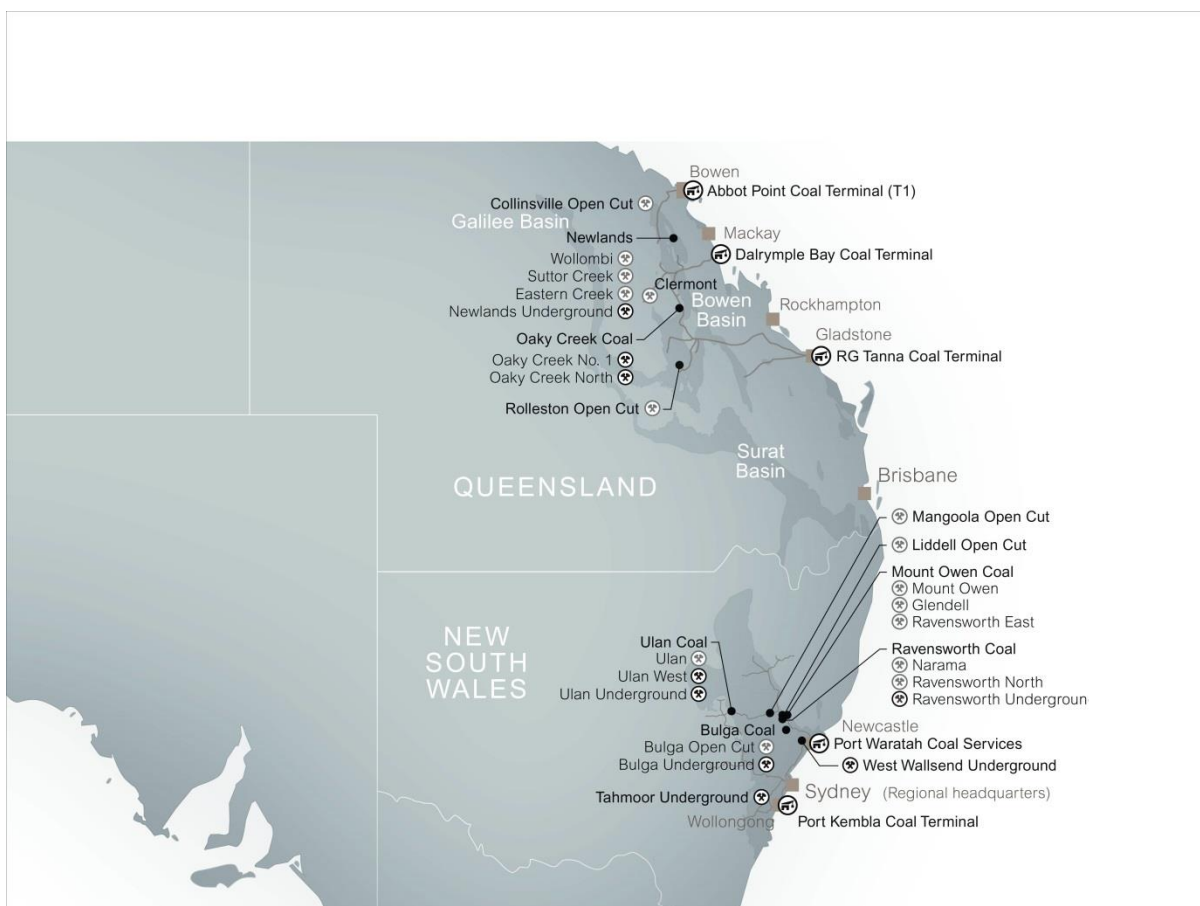 Bowen
Abbot Point Coal Terminal (T1)
Collinsville Open Cut
Galilee Basin
Mackay
Newlands
Dalrymple Bay Coal Terminal
Wollombi
Suttor Creek
Eastern Creek
Newlands Underground
Clermont
Bowen
Basin
Rockhampton
Gladstone
Oaky Creek Coal
RG Tanna Coal Terminal
Oaky Creek No. 1
Oaky Creek North
Rolleston Open Cut
Surat
Basin
QUEENSLAND
Brisbane
Mangoola Open Cut
Liddell Open Cut
Mount Owen Coal
Mount Owen
Glendell
Ravensworth East
NEW
SOUTH
WALES
Ulan Coal
Ulan
Ulan West
Ulan Underground
Ravensworth Coal
Narama
Ravensworth North
Ravensworth Undergroun
Newcastle
Bulga Coal
Port Waratah Coal Services
Bulga Open Cut
Bulga Underground
West Wallsend Underground
Tahmoor Underground
Sydney (Regional headquarters)
Wollongong
Port Kembla Coal Terminal